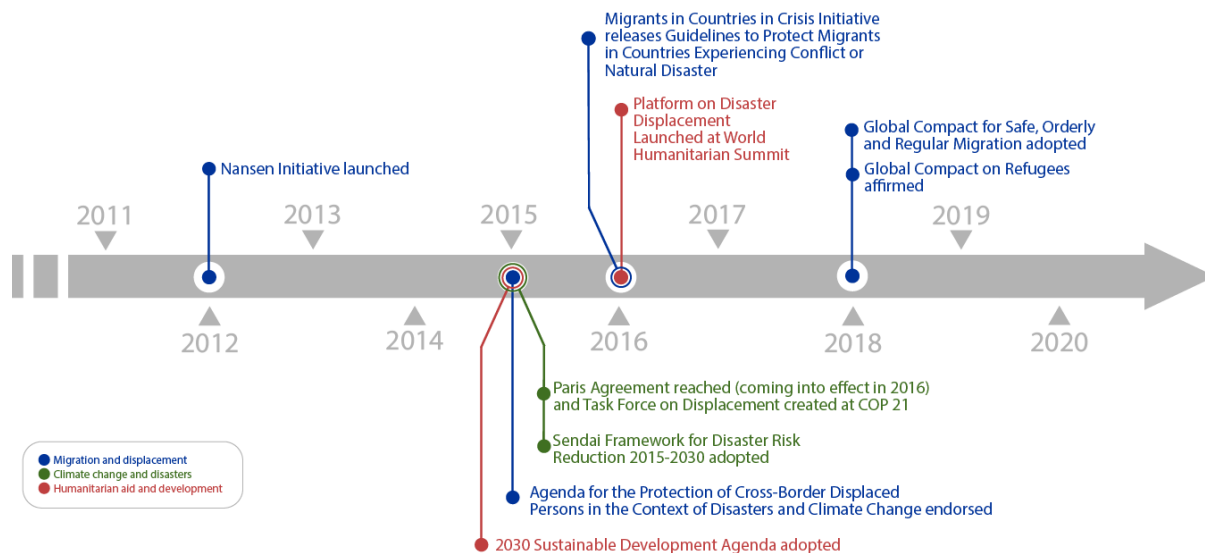 Migrants in Countries in Crisis Initiative
releases Guidelines to Protect Migrants
in Countries Experiencing Conflict or
Natural Disaster
Platform on Disaster
Displacement
Launched at World
Humanitarian Summit
Global Compact for Safe, Orderly
and Regular Migration adopted
Global Compact on Refugees
affirmed
Nansen Initiative launched
2011
2013
2015
2017
2019
2012
2014
2016
2018
2020
Paris Agreement reached (coming into effect in 2016)
and Task Force on Displacement created at COP 21
Sendai Framework for Disaster Risk
Reduction 2015-2030 adopted
Agenda for the Protection of Cross-Border Displaced
Persons in the Context of Disasters and Climate Change endorsed
2030 Sustainable Development Agenda adopted
Migration and displacement
Climate change and disasters
Humanitarian aid and development